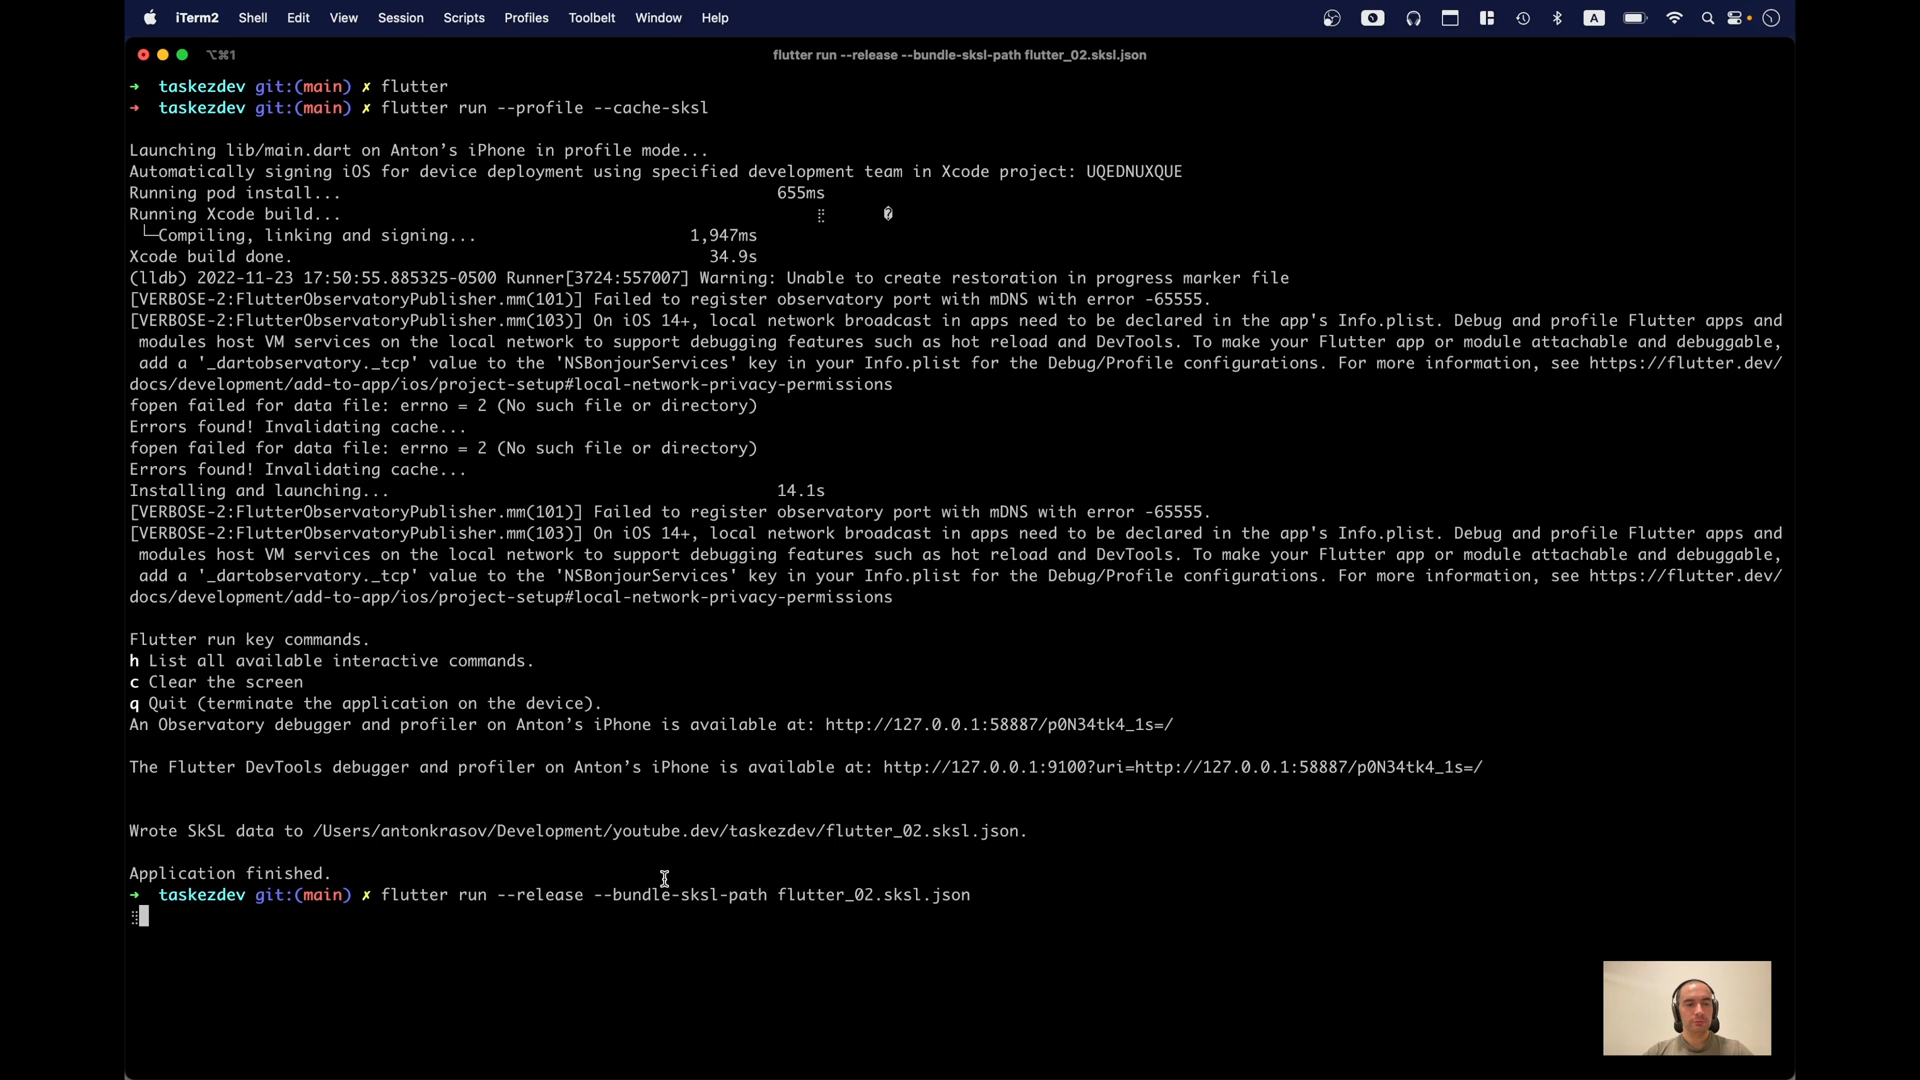 iTerm2 Shell Edit View Session Scripts Profiles Toolbelt Window Help A
⌥⌘1 flutter run --release --bundle-sksl-path flutter_02.sksl.json
➜ taskezdev git:(main) ✗ flutter
➜ taskezdev git:(main) ✗ flutter run --profile --cache-sksl
Launching lib/main.dart on Anton’s iPhone in profile mode...
Automatically signing iOS for device deployment using specified development team in Xcode project: UQEDNUXQUE
Running pod install... 655ms
Running Xcode build... ⣻ �
└─Compiling, linking and signing... 1,947ms
Xcode build done. 34.9s
(lldb) 2022-11-23 17:50:55.885325-0500 Runner[3724:557007] Warning: Unable to create restoration in progress marker file
[VERBOSE-2:FlutterObservatoryPublisher.mm(101)] Failed to register observatory port with mDNS with error -65555.
[VERBOSE-2:FlutterObservatoryPublisher.mm(103)] On iOS 14+, local network broadcast in apps need to be declared in the app's Info.plist. Debug and profile Flutter apps and
modules host VM services on the local network to support debugging features such as hot reload and DevTools. To make your Flutter app or module attachable and debuggable,
add a '_dartobservatory._tcp' value to the 'NSBonjourServices' key in your Info.plist for the Debug/Profile configurations. For more information, see https://flutter.dev/
docs/development/add-to-app/ios/project-setup#local-network-privacy-permissions
fopen failed for data file: errno = 2 (No such file or directory)
Errors found! Invalidating cache...
fopen failed for data file: errno = 2 (No such file or directory)
Errors found! Invalidating cache...
Installing and launching... 14.1s
[VERBOSE-2:FlutterObservatoryPublisher.mm(101)] Failed to register observatory port with mDNS with error -65555.
[VERBOSE-2:FlutterObservatoryPublisher.mm(103)] On iOS 14+, local network broadcast in apps need to be declared in the app's Info.plist. Debug and profile Flutter apps and
modules host VM services on the local network to support debugging features such as hot reload and DevTools. To make your Flutter app or module attachable and debuggable,
add a '_dartobservatory._tcp' value to the 'NSBonjourServices' key in your Info.plist for the Debug/Profile configurations. For more information, see https://flutter.dev/
docs/development/add-to-app/ios/project-setup#local-network-privacy-permissions
Flutter run key commands.
h List all available interactive commands.
c Clear the screen
q Quit (terminate the application on the device).
An Observatory debugger and profiler on Anton’s iPhone is available at: http://127.0.0.1:58887/p0N34tk4_1s=/
The Flutter DevTools debugger and profiler on Anton’s iPhone is available at: http://127.0.0.1:9100?uri=http://127.0.0.1:58887/p0N34tk4_1s=/
Wrote SkSL data to /Users/antonkrasov/Development/youtube.dev/taskezdev/flutter_02.sksl.json.
Application finished.
➜ taskezdev git:(main) ✗ flutter run --release --bundle-sksl-path flutter_02.sksl.json